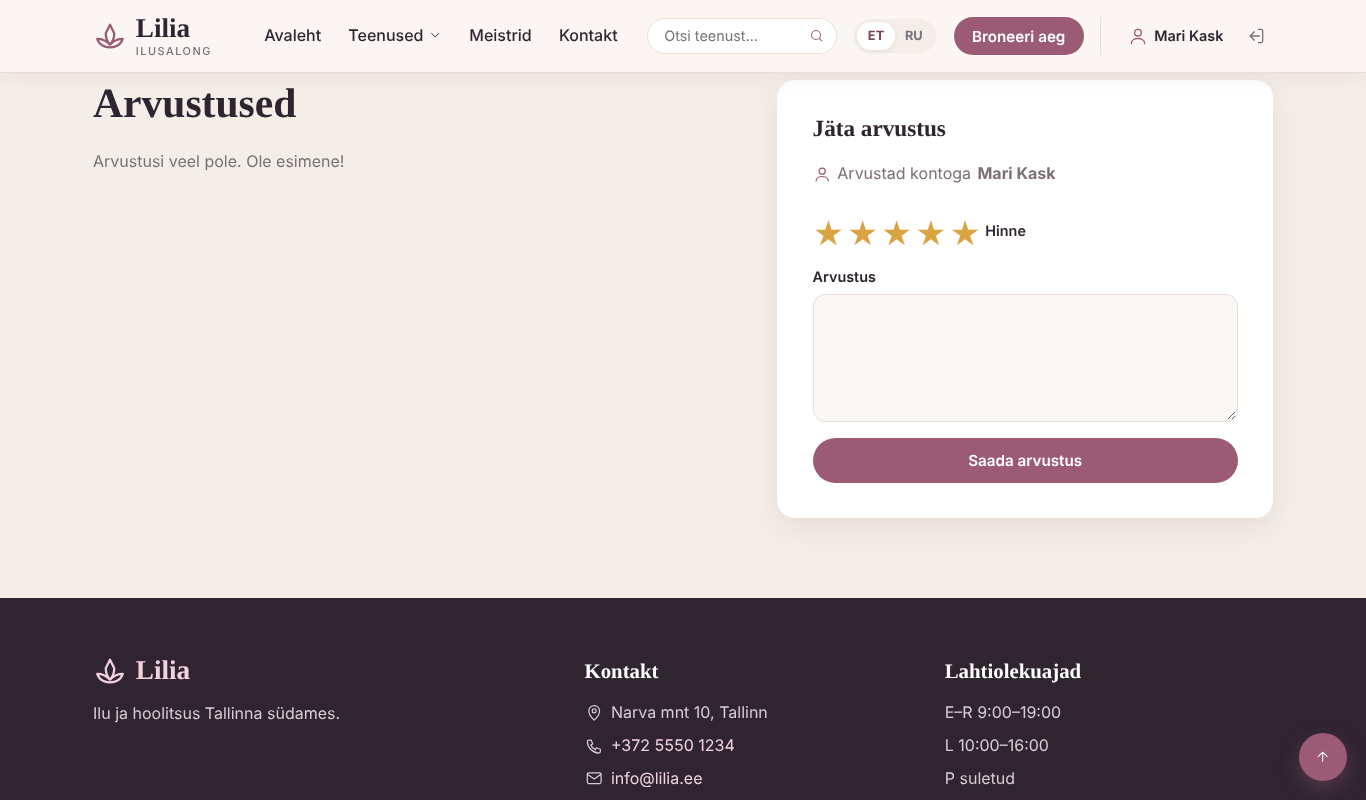 Lilia
ILUSALONG
Avaleht
Teenused
Meistrid
Kontakt
Otsi teenust...
ET
RU
Broneeri aeg
Mari Kask
Arvustused
Arvustusi veel pole. Ole esimene!
Jäta arvustus
Arvustad kontoga Mari Kask
Hinne
Arvustus
Saada arvustus
Lilia
Ilu ja hoolitsus Tallinna südames.
Kontakt
Narva mnt 10, Tallinn
+372 5550 1234
info@lilia.ee
Lahtiolekuajad
E–R 9:00–19:00
L 10:00–16:00
P suletud